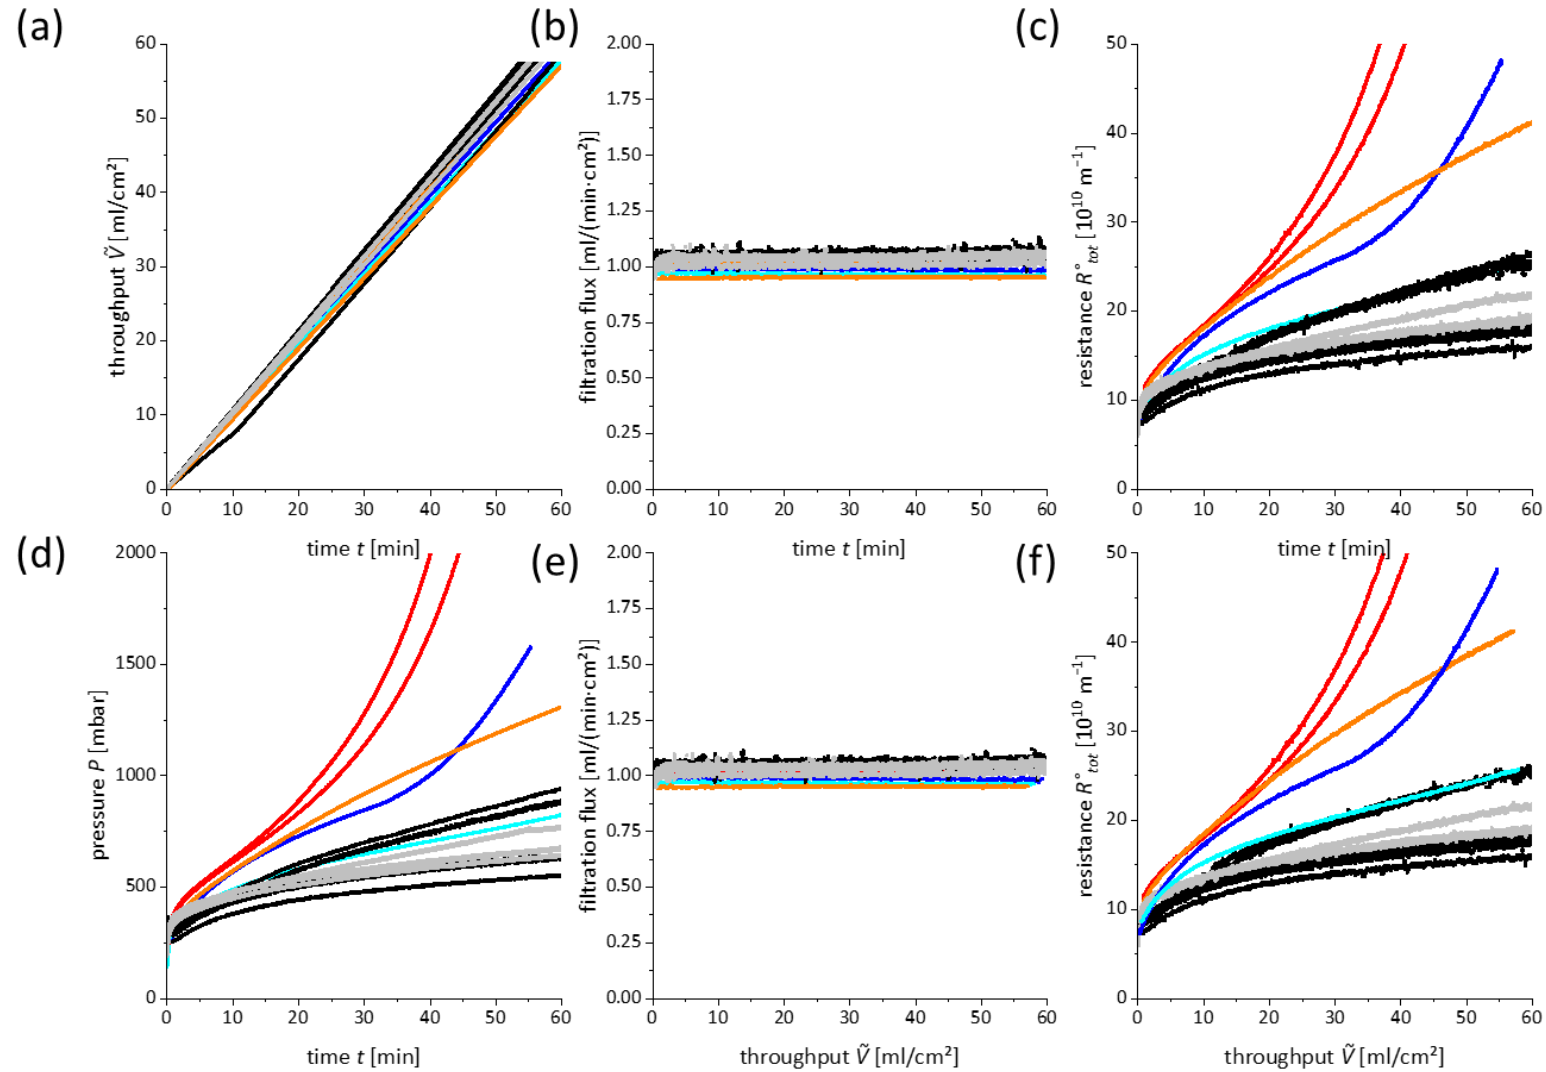 (a)
throughput Ṽ [ml/cm²]
60
50
40
30
20
10
0
0 10 20 30 40 50 60
time t [min]
(b)
filtration flux [ml/(min·cm²)]
2.00
1.75
1.50
1.25
1.00
0.75
0.50
0.25
0.00
0 10 20 30 40 50 60
time t [min]
(c)
resistance R°tot [10¹⁰ m⁻¹]
50
40
30
20
10
0
0 10 20 30 40 50 60
time t [min]
(d)
pressure P [mbar]
2000
1500
1000
500
0
0 10 20 30 40 50 60
time t [min]
(e)
filtration flux [ml/(min·cm²)]
2.00
1.75
1.50
1.25
1.00
0.75
0.50
0.25
0.00
0 10 20 30 40 50 60
throughput Ṽ [ml/cm²]
(f)
resistance R°tot [10¹⁰ m⁻¹]
50
40
30
20
10
0
0 10 20 30 40 50 60
throughput Ṽ [ml/cm²]